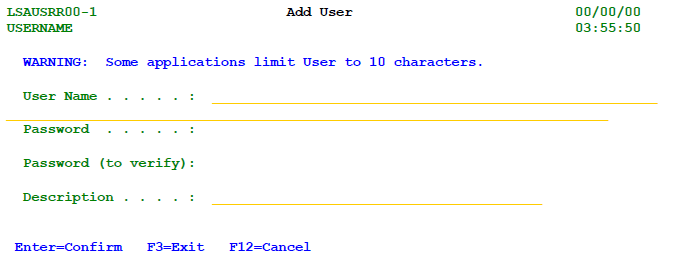 LSAUSRR00-1 Add User 00/00/00
USERNAME 03:55:50
WARNING: Some applications limit User to 10 characters.
User Name . . . . . :
Password . . . . . :
Password (to verify):
Description . . . . :
Enter=Confirm F3=Exit F12=Cancel